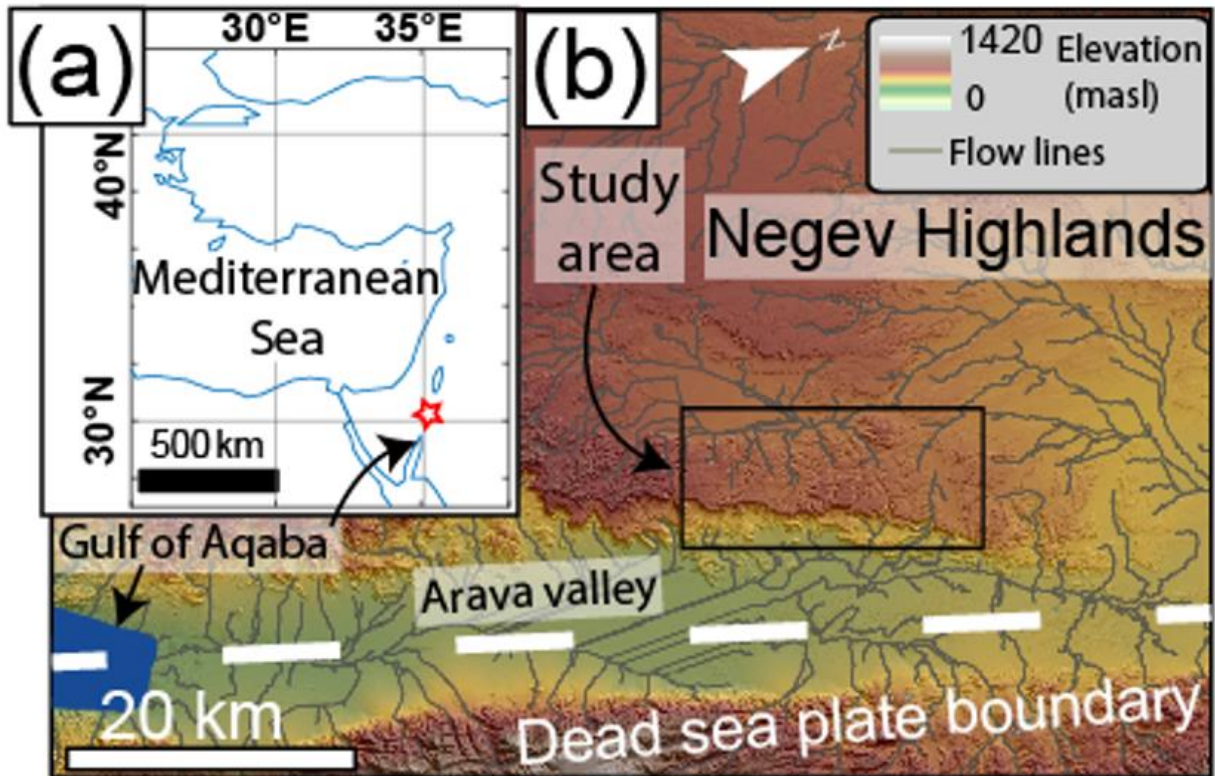 (a)
30°E 35°E
40°N
30°N
Mediterranean
Sea
500 km
Gulf of Aqaba
(b)
N
1420
0
Elevation
(masl)
Flow lines
Study
area
Negev Highlands
Arava valley
20 km
Dead sea plate boundary